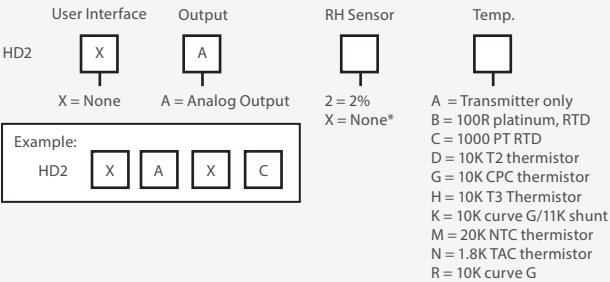 User Interface Output RH Sensor Temp.
HD2 X A
X = None A = Analog Output 2 = 2%
X = None*
A = Transmitter only
B = 100R platinum, RTD
C = 1000 PT RTD
D = 10K T2 thermistor
G = 10K CPC thermistor
H = 10K T3 Thermistor
K = 10K curve G/11K shunt
M = 20K NTC thermistor
N = 1.8K TAC thermistor
R = 10K curve G
Example:
HD2 X A X C